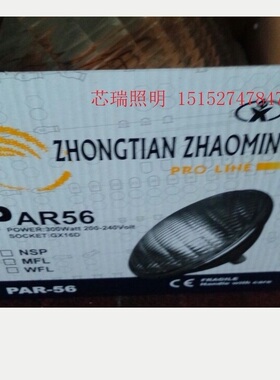 芯瑞照明 15152747847
ZHONGTIAN ZHAOMIN
PRO-LINE
PAR56
POWER:300Watt 200-240Volt
SOCKET:GX16D
NSP
MFL
WFL
PAR-56
CE FRAGILE
Handle with care